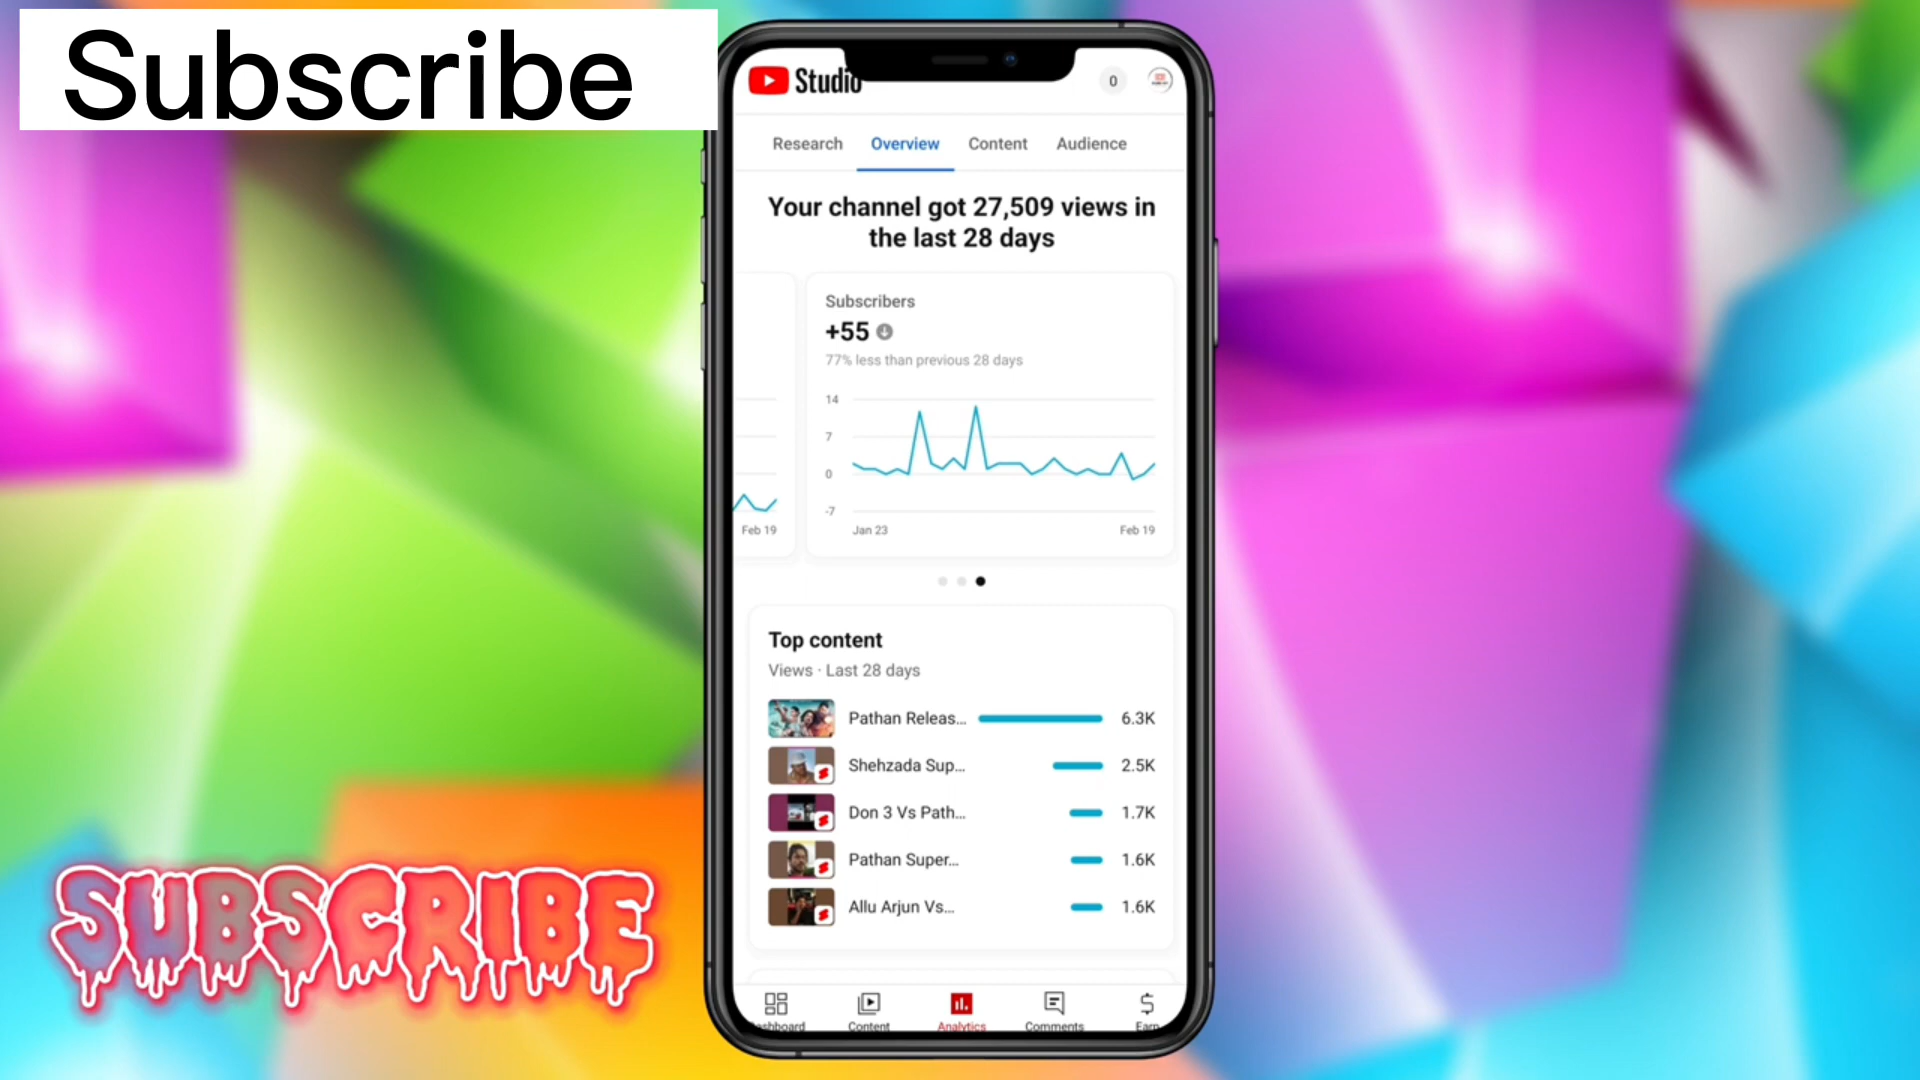 Subscribe
Studio
0
Research Overview Content Audience
Your channel got 27,509 views in
the last 28 days
Subscribers
+55
77% less than previous 28 days
14
7
0
-7
Jan 23 Feb 19
Feb 19
Top content
Views · Last 28 days
Pathan Releas... 6.3K
Shehzada Sup... 2.5K
Don 3 Vs Path... 1.7K
Pathan Super... 1.6K
Allu Arjun Vs... 1.6K
SUBSCRIBE
ashboard Content Analytics Comments Earn